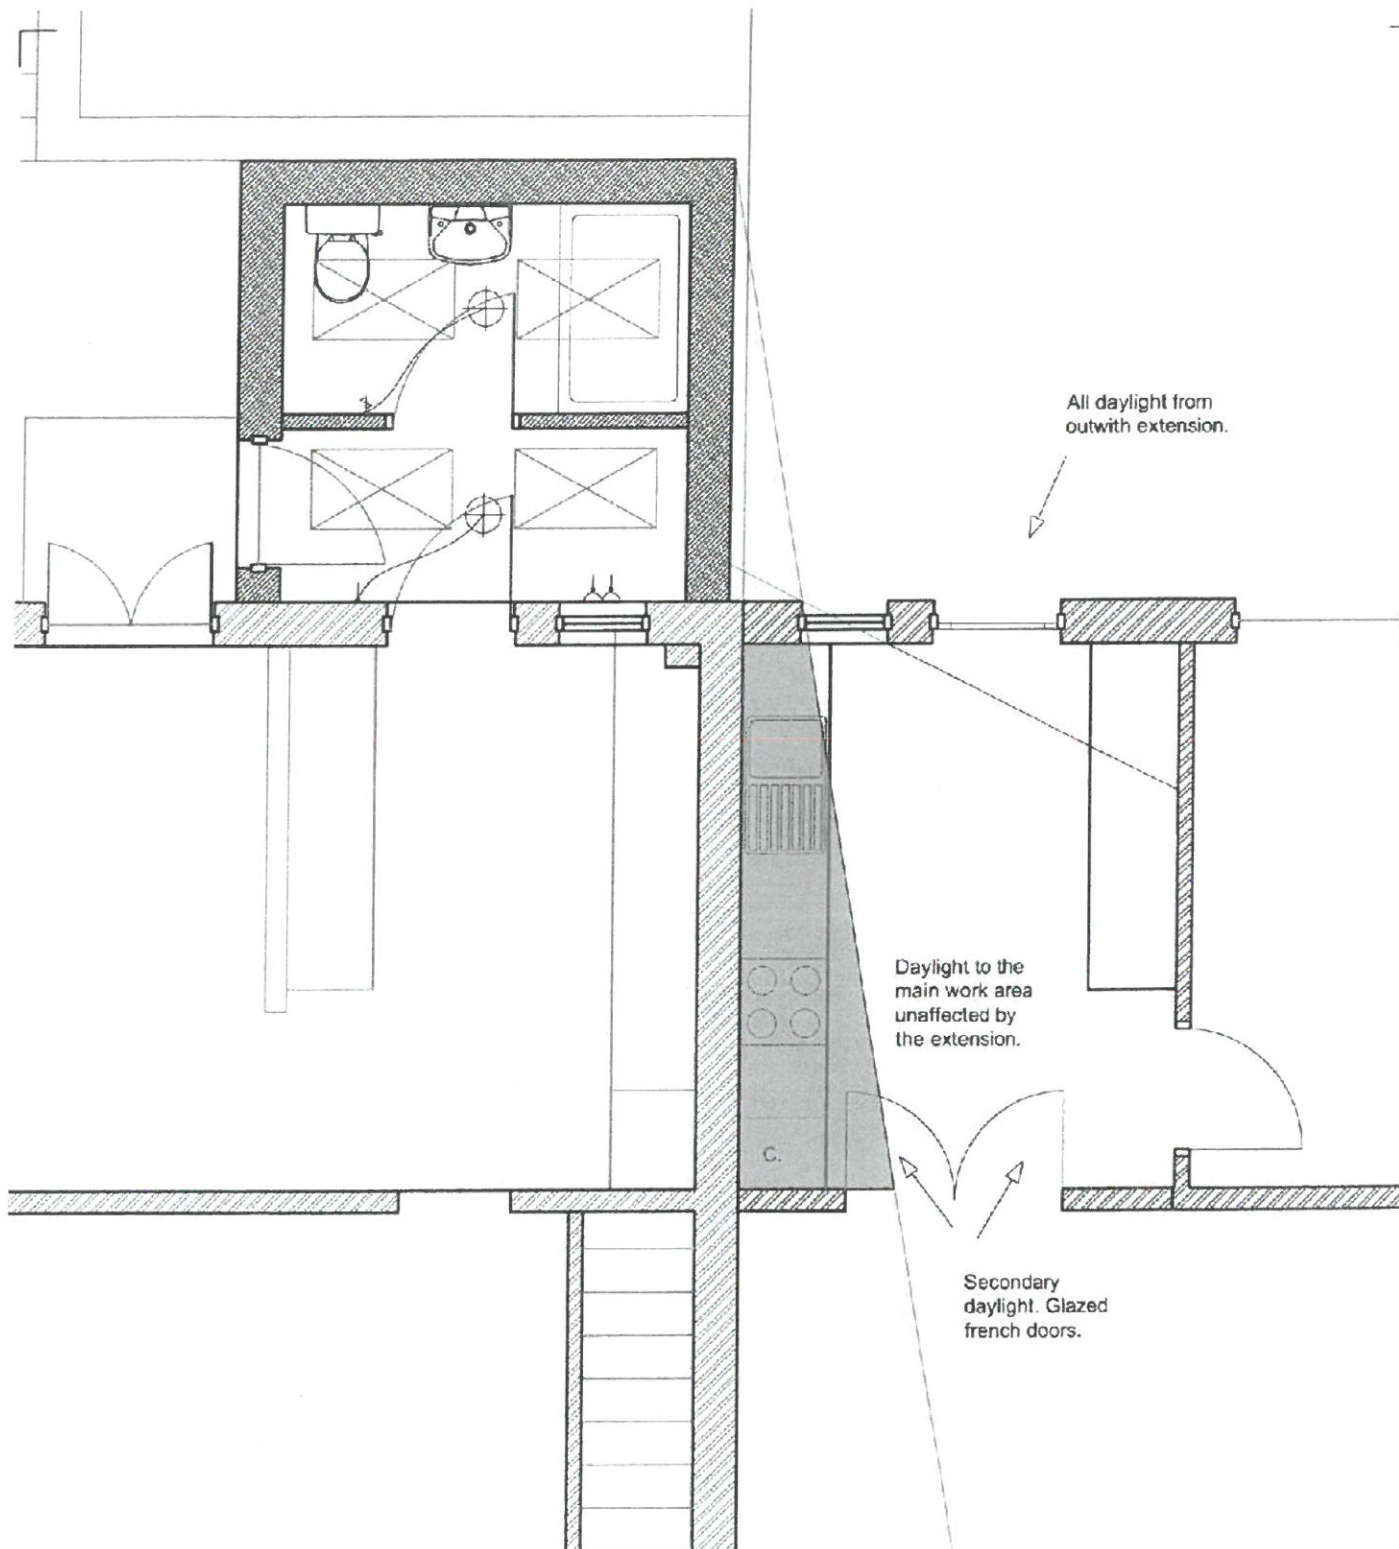 All daylight from
outwith extension.
Daylight to the
main work area
unaffected by
the extension.
C.
Secondary
daylight. Glazed
french doors.